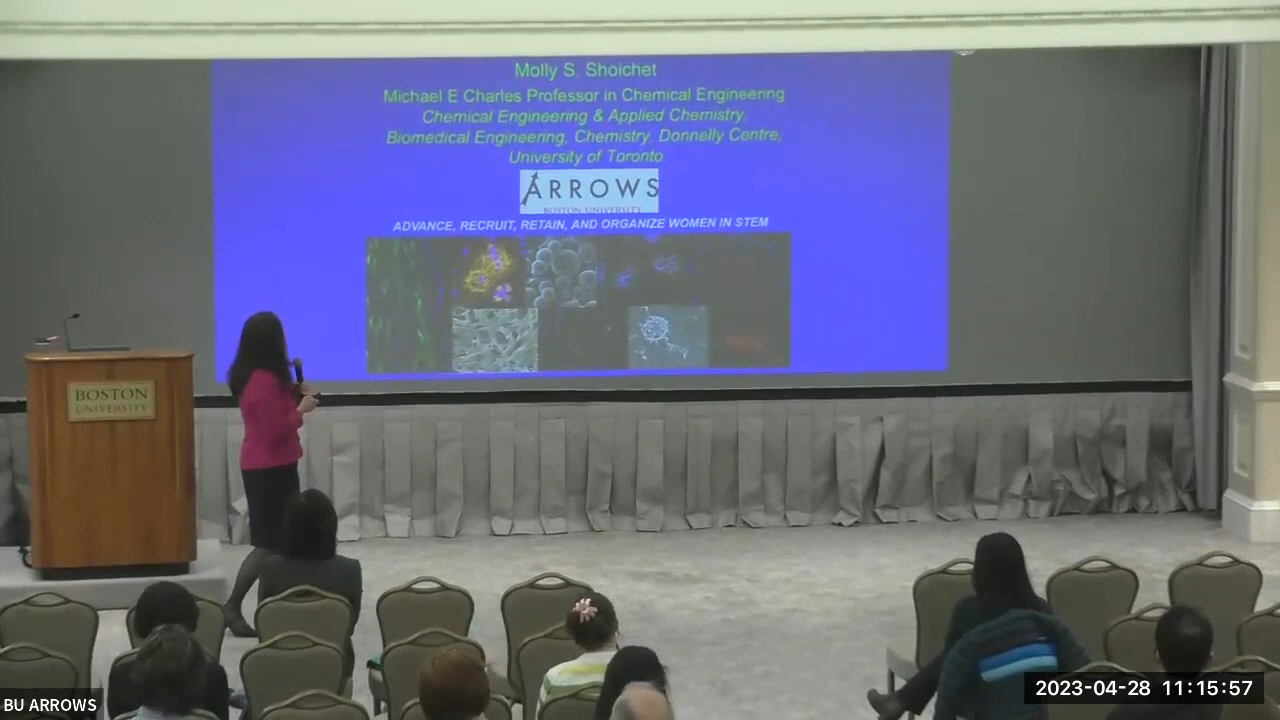 Molly S. Shoichet
Michael E Charles Professor in Chemical Engineering
Chemical Engineering & Applied Chemistry,
Biomedical Engineering, Chemistry, Donnelly Centre,
University of Toronto
ARROWS
BOSTON UNIVERSITY
ADVANCE, RECRUIT, RETAIN, AND ORGANIZE WOMEN IN STEM
BOSTON
UNIVERSITY
BU ARROWS
2023-04-28 11:15:57